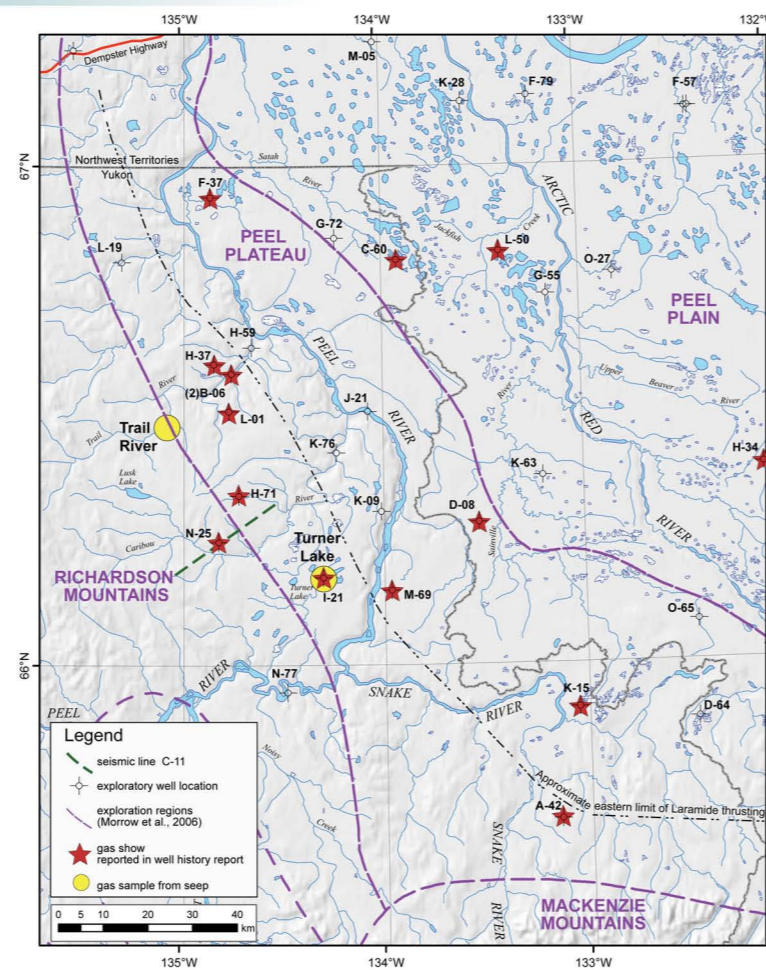 135°W
134°W
133°W
132°W
Dempster Highway
M-05
K-28
F-79
F-57
67°N
Northwest Territories
Yukon
Satah
River
F-37
ARCTIC
G-72
PEEL
PLATEAU
Jackfish
Creek
L-50
C-60
L-19
G-55
O-27
PEEL
PLAIN
H-59
PEEL
H-37
(2)B-06
River
L-01
J-21
RIVER
River
Upper
Beaver
River
RED
Trail
River
Trail
K-76
H-34
Lusk
Lake
H-71
River
K-09
K-63
D-08
Sainville
RIVER
N-25
Caribou
Turner
Lake
RICHARDSON
MOUNTAINS
Turner
Lake
I-21
M-69
O-65
66°N
RIVER
N-77
SNAKE
RIVER
K-15
D-64
PEEL
Legend
seismic line C-11
exploratory well location
exploration regions
(Morrow et al., 2006)
gas show
reported in well history report
gas sample from seep
0 5 10 20 30 40
km
Noisy
Creek
Approximate eastern limit of Laramide thrusting
A-42
SNAKE
RIVER
MACKENZIE
MOUNTAINS
135°W
134°W
133°W